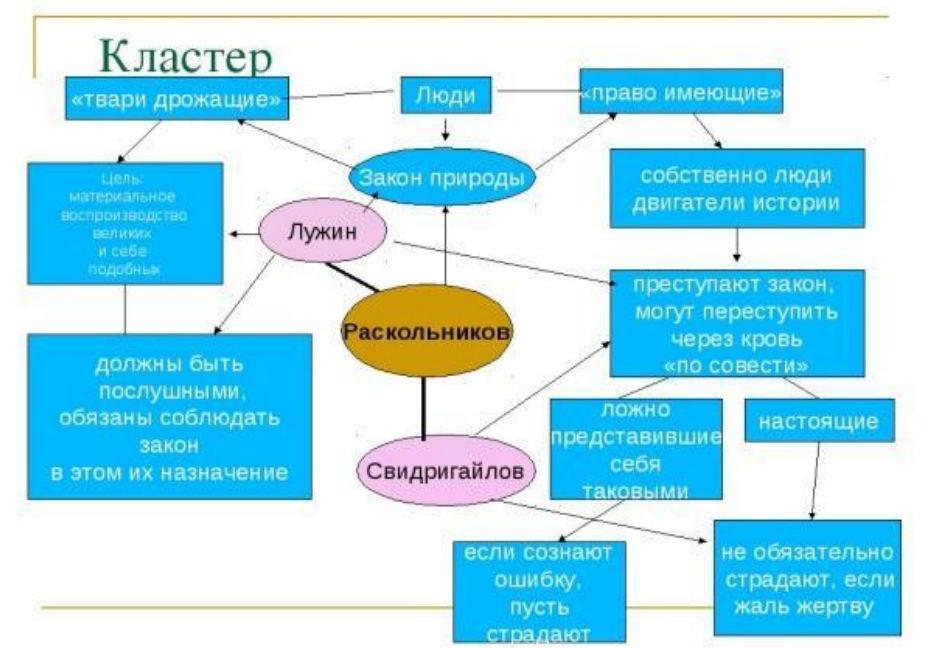 Кластер
«твари дрожащие»
Люди
«право имеющие»
Закон природы
собственно люди
двигатели истории
Цель:
материальное
воспроизводство
великих
и себе
подобных
Лужин
преступают закон,
могут переступить
через кровь
«по совести»
Раскольников
должны быть
послушными,
обязаны соблюдать
закон
в этом их назначение
ложно
представившие
себя
таковыми
настоящие
Свидригайлов
если сознают
ошибку,
пусть
страдают
не обязательно
страдают, если
жаль жертву